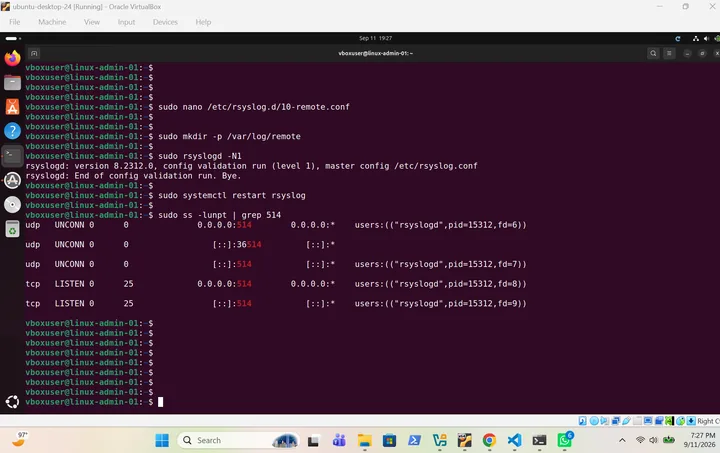 ubuntu-desktop-24 [Running] - Oracle VirtualBox
File Machine View Input Devices Help
Sep 11 19:27
vboxuser@linux-admin-01: ~
vboxuser@linux-admin-01:~$
vboxuser@linux-admin-01:~$
vboxuser@linux-admin-01:~$
vboxuser@linux-admin-01:~$
vboxuser@linux-admin-01:~$ sudo nano /etc/rsyslog.d/10-remote.conf
vboxuser@linux-admin-01:~$
vboxuser@linux-admin-01:~$
vboxuser@linux-admin-01:~$ sudo mkdir -p /var/log/remote
vboxuser@linux-admin-01:~$
vboxuser@linux-admin-01:~$ sudo rsyslogd -N1
rsyslogd: version 8.2312.0, config validation run (level 1), master config /etc/rsyslog.conf
rsyslogd: End of config validation run. Bye.
vboxuser@linux-admin-01:~$
vboxuser@linux-admin-01:~$ sudo systemctl restart rsyslog
vboxuser@linux-admin-01:~$
vboxuser@linux-admin-01:~$ sudo ss -lunpt | grep 514
udp UNCONN 0 0 0.0.0.0:514 0.0.0.0:* users:(("rsyslogd",pid=15312,fd=6))
udp UNCONN 0 0 [::]:36514 [::]:*
udp UNCONN 0 0 [::]:514 [::]:* users:(("rsyslogd",pid=15312,fd=7))
tcp LISTEN 0 25 0.0.0.0:514 0.0.0.0:* users:(("rsyslogd",pid=15312,fd=8))
tcp LISTEN 0 25 [::]:514 [::]:* users:(("rsyslogd",pid=15312,fd=9))
vboxuser@linux-admin-01:~$
vboxuser@linux-admin-01:~$
vboxuser@linux-admin-01:~$
vboxuser@linux-admin-01:~$
vboxuser@linux-admin-01:~$
vboxuser@linux-admin-01:~$
vboxuser@linux-admin-01:~$
vboxuser@linux-admin-01:~$
vboxuser@linux-admin-01:~$
Right C
97°
Search
6
7:27 PM
9/11/2026